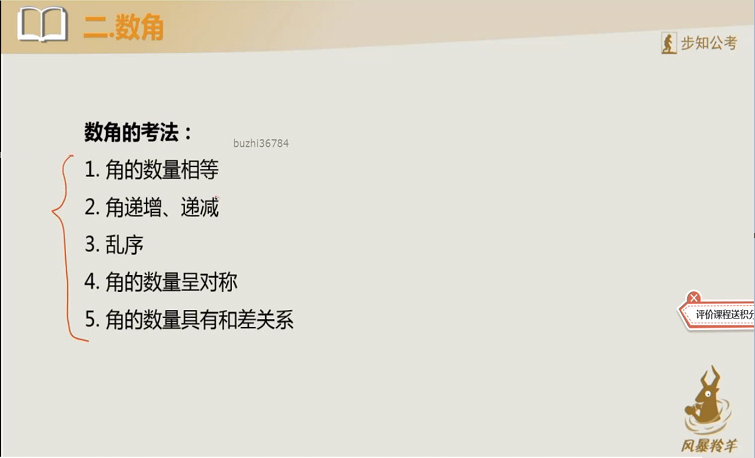 二.数角
步知公考
数角的考法：
buzhi36784
1. 角的数量相等
2. 角递增、递减
3. 乱序
4. 角的数量呈对称
5. 角的数量具有和差关系
评价课程送积分
风暴羚羊